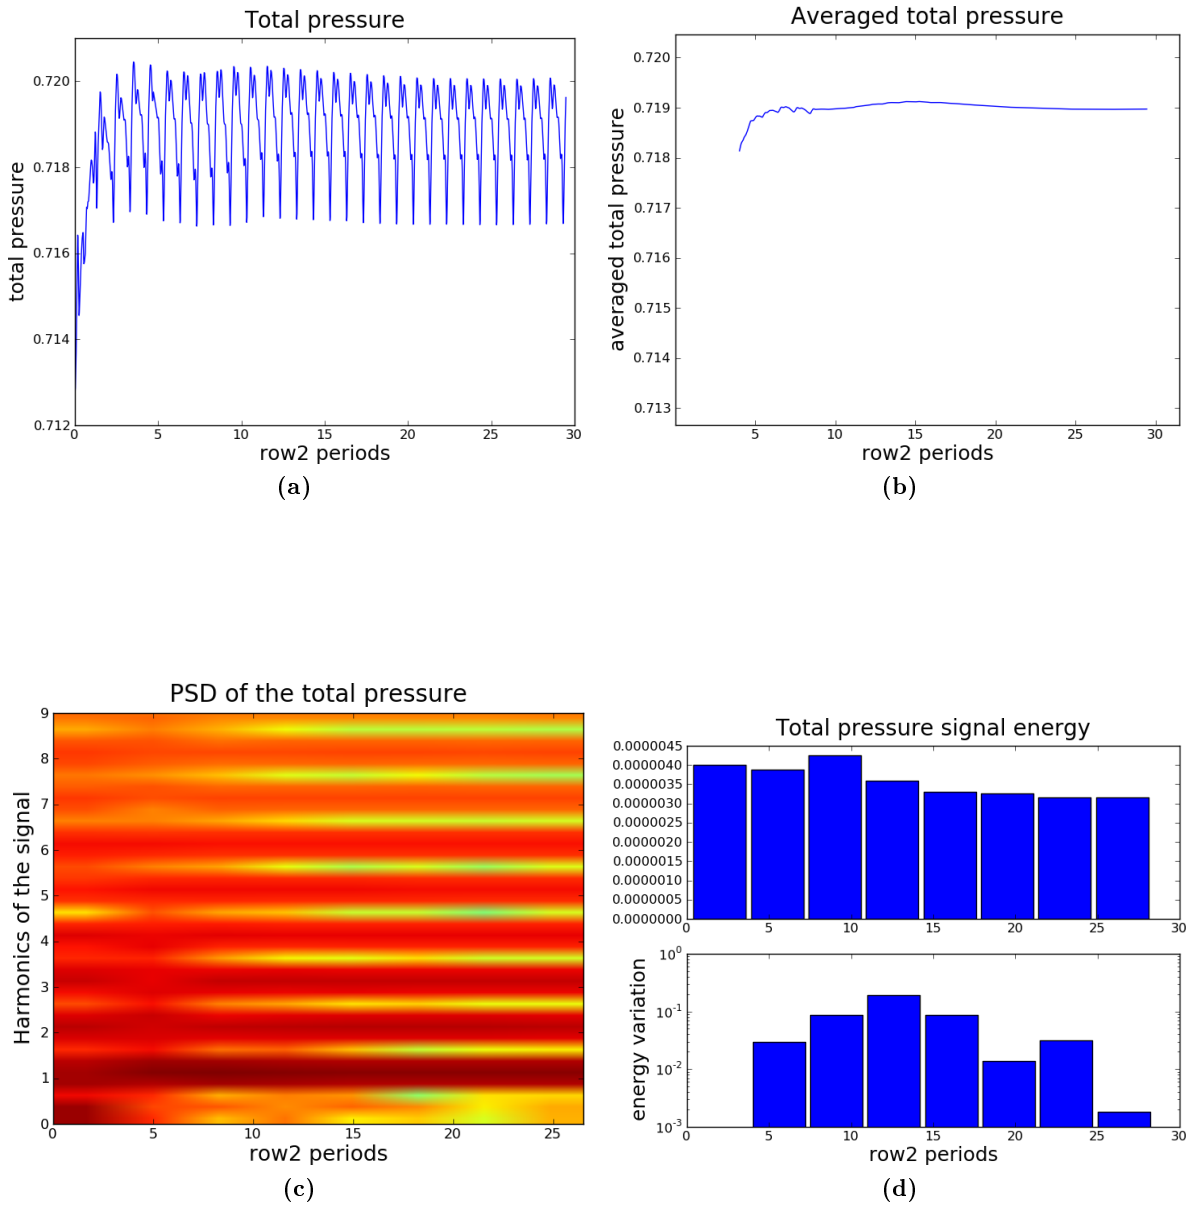 Total pressure
0.720
0.718
0.716
0.714
0.712
total pressure
0 5 10 15 20 25 30
row2 periods
(a)
Averaged total pressure
0.720
0.719
0.718
0.717
0.716
0.715
0.714
0.713
averaged total pressure
5 10 15 20 25 30
row2 periods
(b)
PSD of the total pressure
9
8
7
6
5
4
3
2
1
0
Harmonics of the signal
0 5 10 15 20 25
row2 periods
(c)
Total pressure signal energy
0.0000045
0.0000040
0.0000035
0.0000030
0.0000025
0.0000020
0.0000015
0.0000010
0.0000005
0.0000000
0 5 10 15 20 25 30
10^0
10^-1
10^-2
10^-3
energy variation
0 5 10 15 20 25 30
row2 periods
(d)